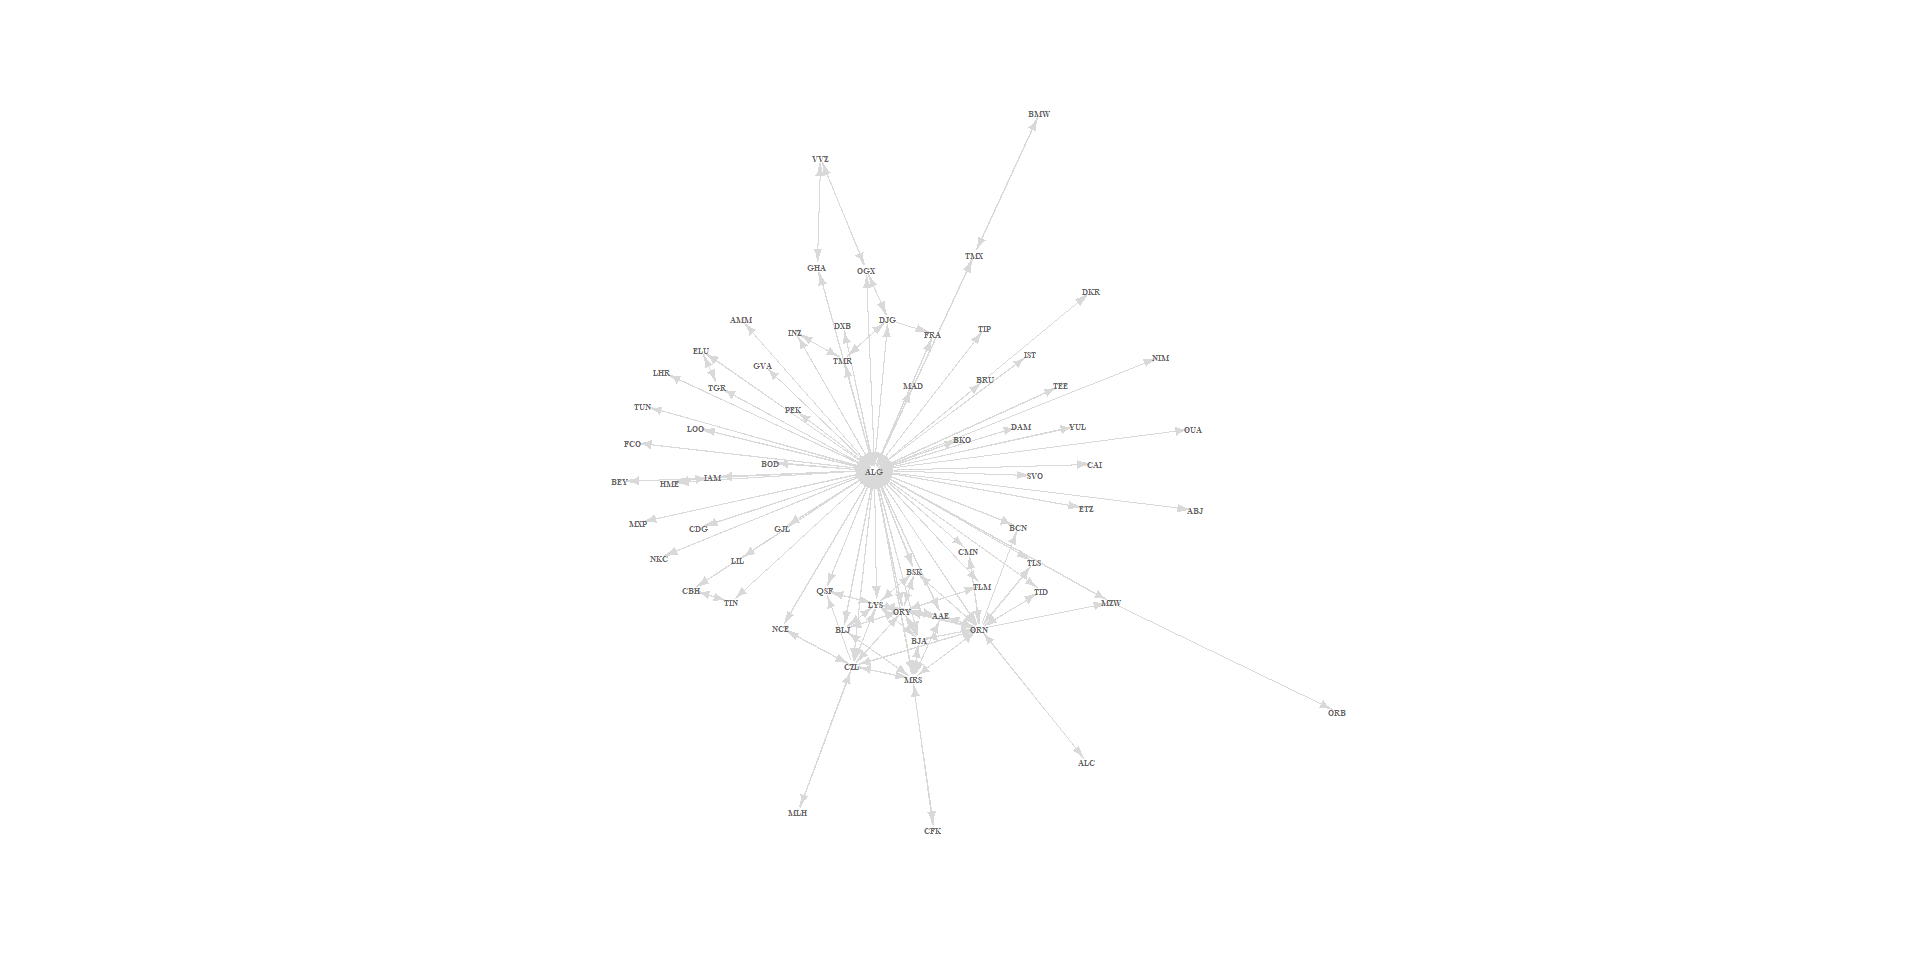 BMW
VVZ
TMX
GHA
OGX
DKR
AMM
DJG
DXB
INZ
FRA
TIP
ELU
TMR
IST
NIM
GVA
LHR
TGR
MAD
BRU
TEE
TUN
PEK
LOO
DAM
YUL
OUA
FCO
BKO
BOD
ALG
CAI
BEY
HME
IAM
SVO
ETZ
ABJ
MXP
CDG
GJL
BCN
NKC
LIL
CMN
TLS
BSK
CBH
QSF
TLM
TID
TIN
LYS
ORY
AAE
MZW
NCE
BLJ
ORN
BJA
CZL
MRS
ORB
ALC
MLH
CFK